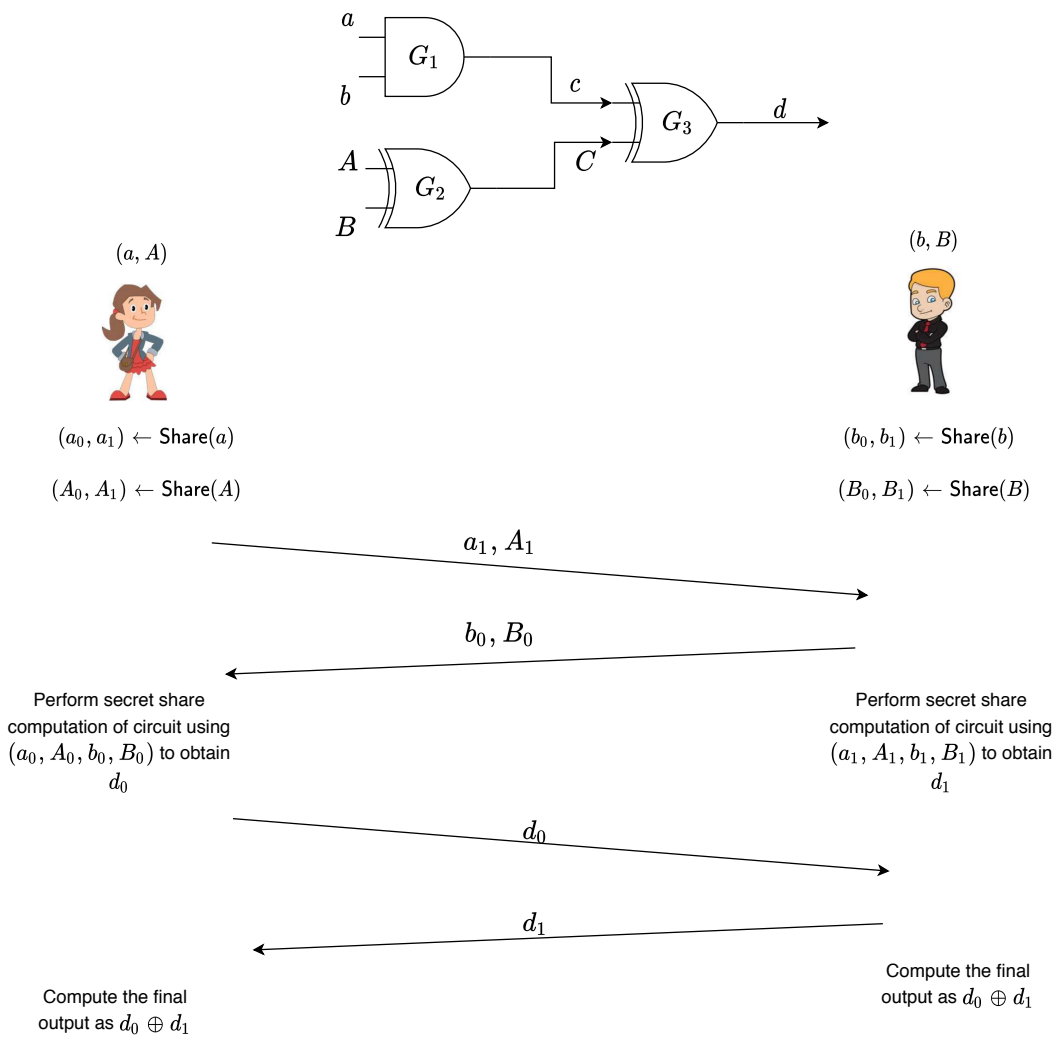 a
G₁
b
c
G₃
d
A
G₂
C
B
(a, A)
(b, B)
(a₀, a₁) ← Share(a)
(b₀, b₁) ← Share(b)
(A₀, A₁) ← Share(A)
(B₀, B₁) ← Share(B)
a₁, A₁
b₀, B₀
Perform secret share
computation of circuit using
(a₀, A₀, b₀, B₀) to obtain
d₀
Perform secret share
computation of circuit using
(a₁, A₁, b₁, B₁) to obtain
d₁
d₀
d₁
Compute the final
output as d₀ ⊕ d₁
Compute the final
output as d₀ ⊕ d₁